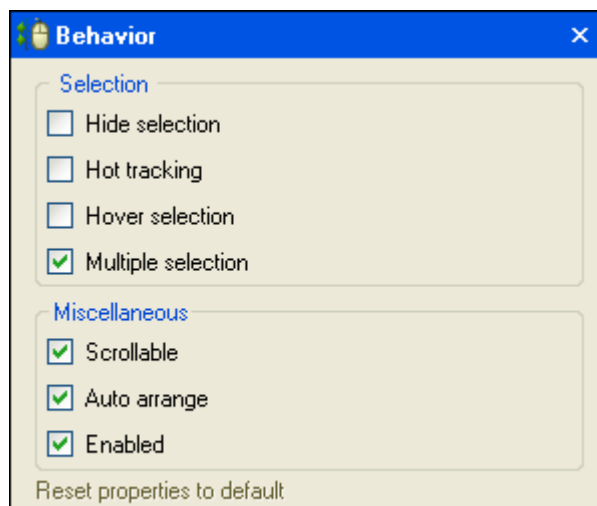 Behavior
Selection
Hide selection
Hot tracking
Hover selection
Multiple selection
Miscellaneous
Scrollable
Auto arrange
Enabled
Reset properties to default